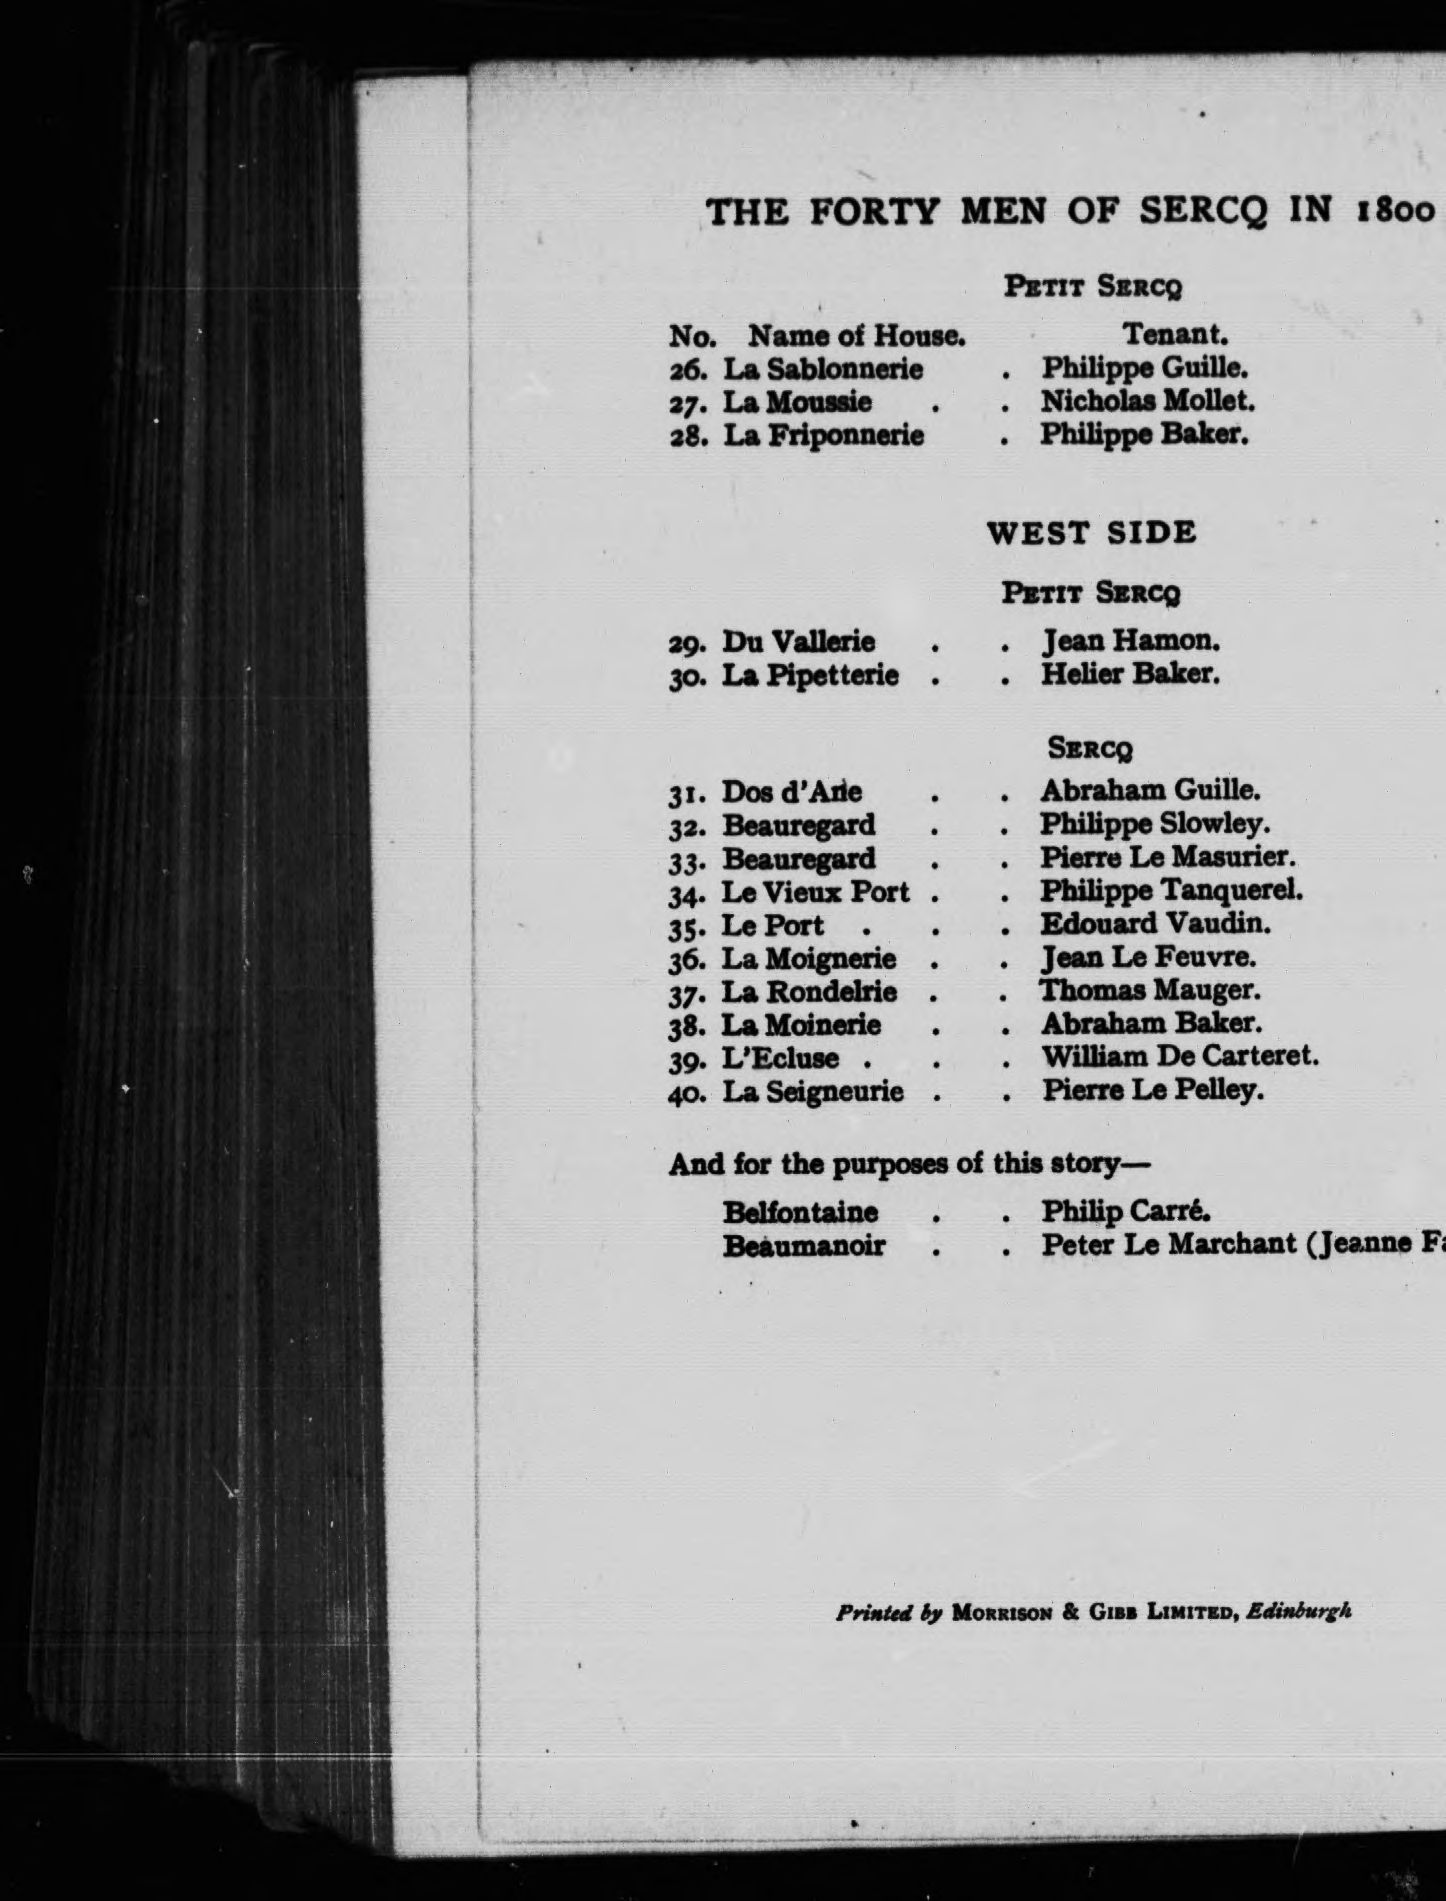 THE FORTY MEN OF SERCQ IN 1800
PETIT SERCQ
No. Name of House. Tenant.
26. La Sablonnerie . Philippe Guille.
27. La Moussie . . Nicholas Mollet.
28. La Friponnerie . Philippe Baker.
WEST SIDE
PETIT SERCQ
29. Du Vallerie . . Jean Hamon.
30. La Pipetterie . . Helier Baker.
SERCQ
31. Dos d'Ane . . Abraham Guille.
32. Beauregard . . Philippe Slowley.
33. Beauregard . . Pierre Le Masurier.
34. Le Vieux Port . . Philippe Tanquerel.
35. Le Port . . . Edouard Vaudin.
36. La Moignerie . . Jean Le Feuvre.
37. La Rondelrie . . Thomas Mauger.
38. La Moinerie . . Abraham Baker.
39. L'Ecluse . . . William De Carteret.
40. La Seigneurie . . Pierre Le Pelley.
And for the purposes of this story—
Belfontaine . . Philip Carré.
Beaumanoir . . Peter Le Marchant (Jeanne
Printed by MORRISON & GIBB LIMITED, Edinburgh